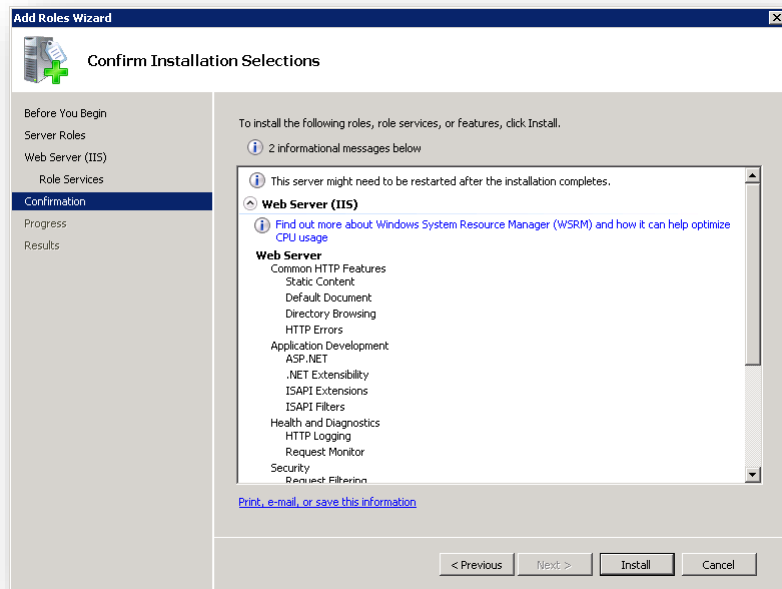 Add Roles Wizard
Confirm Installation Selections
Before You Begin
Server Roles
Web Server (IIS)
Role Services
Confirmation
Progress
Results
To install the following roles, role services, or features, click Install.
2 informational messages below
This server might need to be restarted after the installation completes.
Web Server (IIS)
Find out more about Windows System Resource Manager (WSRM) and how it can help optimize
CPU usage
Web Server
Common HTTP Features
Static Content
Default Document
Directory Browsing
HTTP Errors
Application Development
ASP.NET
.NET Extensibility
ISAPI Extensions
ISAPI Filters
Health and Diagnostics
HTTP Logging
Request Monitor
Security
Request Filtering
Print, e-mail, or save this information
< Previous
Next >
Install
Cancel